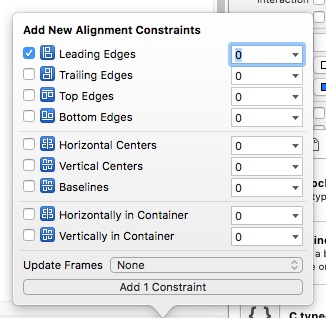 interaction
Add New Alignment Constraints
Leading Edges 0
Trailing Edges 0
Top Edges 0
Bottom Edges 0
Horizontal Centers 0
Vertical Centers 0
Baselines 0
Horizontally in Container 0
Vertically in Container 0
Update Frames None
Add 1 Constraint
{ } C type